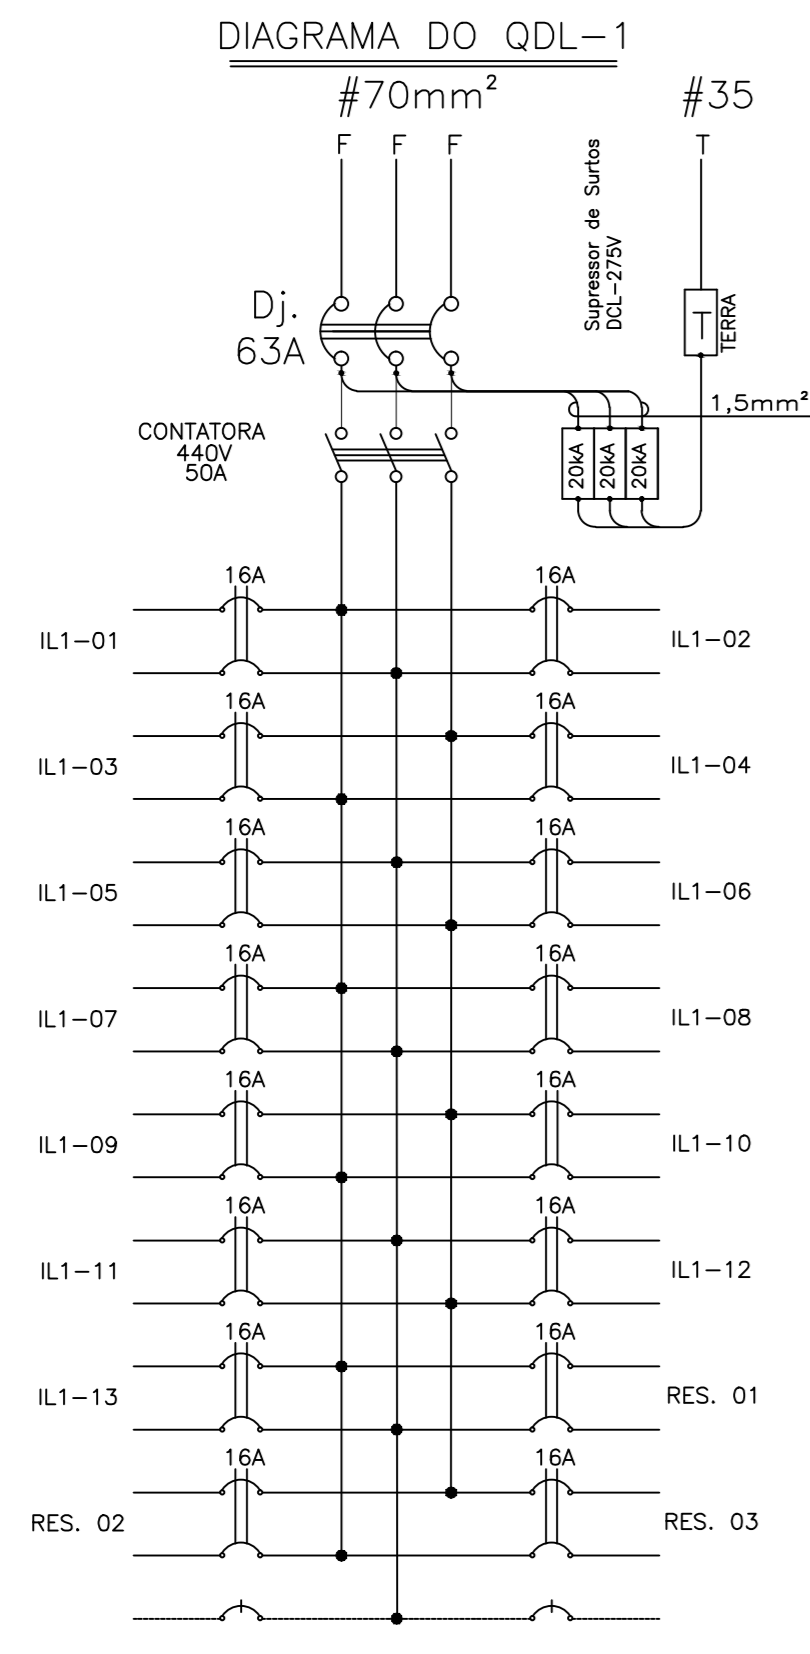 DIAGRAMA DO QDL-1
#70mm² #35
F F F T
Supressor de Surtos
DCL-275V
Dj.
63A
T
TERRA
1,5mm²
CONTATORA
440V
50A
20kA 20kA 20kA
16A 16A
IL1-01 IL1-02
16A 16A
IL1-03 IL1-04
16A 16A
IL1-05 IL1-06
16A 16A
IL1-07 IL1-08
16A 16A
IL1-09 IL1-10
16A 16A
IL1-11 IL1-12
16A 16A
IL1-13 RES. 01
16A 16A
RES. 02 RES. 03